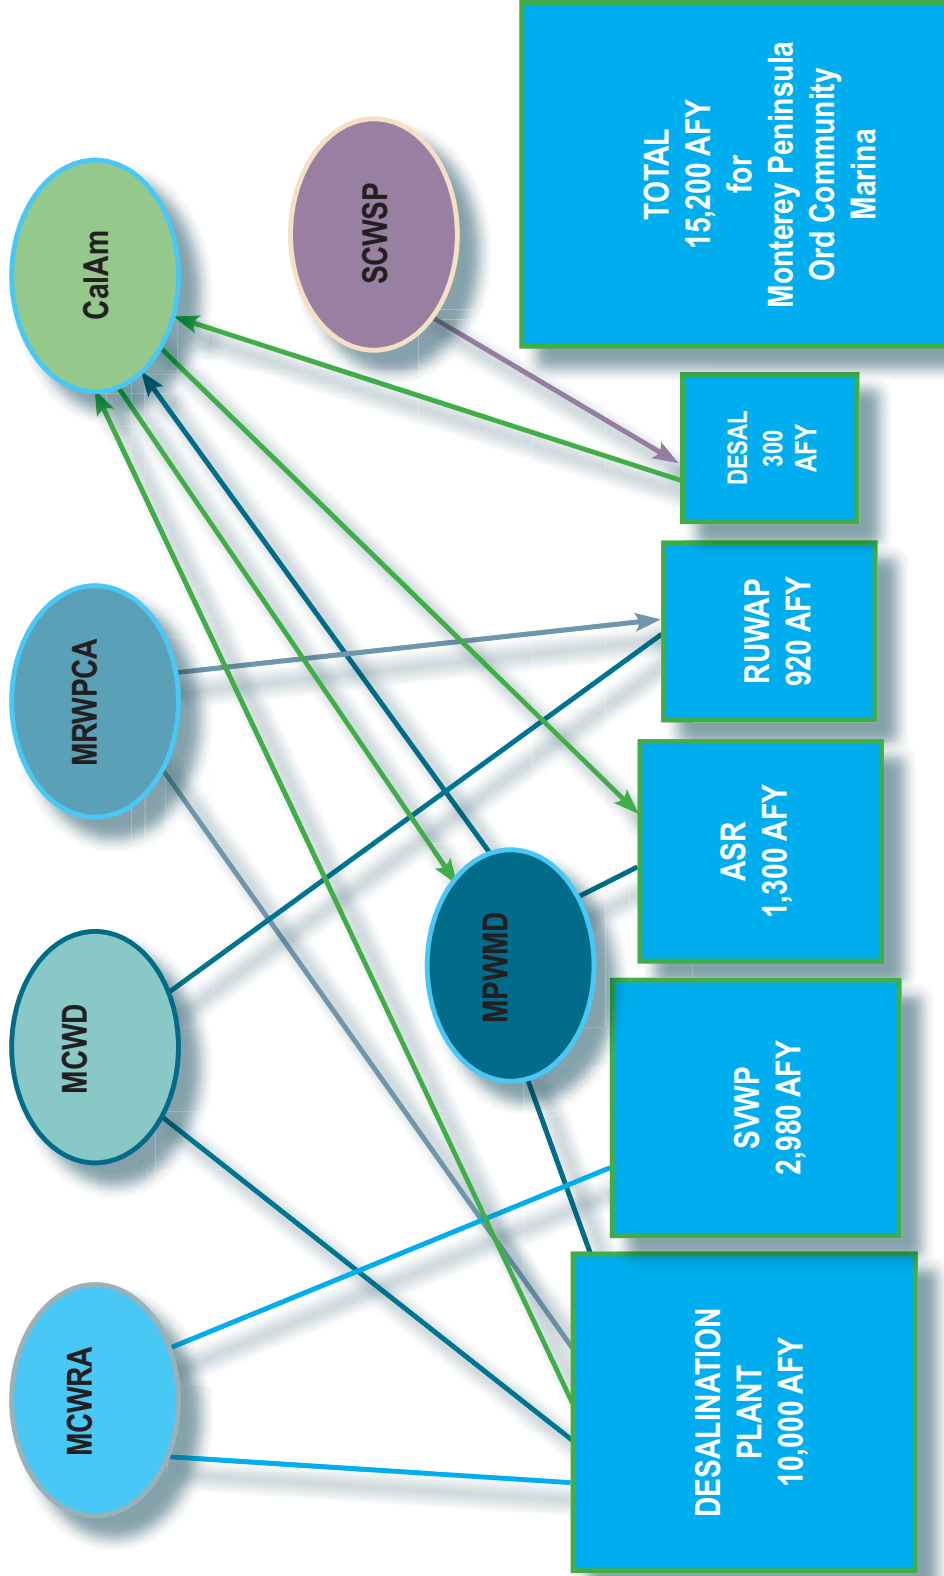 MCWRA
MCWD
MRWPCA
CalAm
SCWSP
MPWMD
DESALINATION
PLANT
10,000 AFY
SVWP
2,980 AFY
ASR
1,300 AFY
RUWAP
920 AFY
DESAL
300
AFY
TOTAL
15,200 AFY
for
Monterey Peninsula
Ord Community
Marina